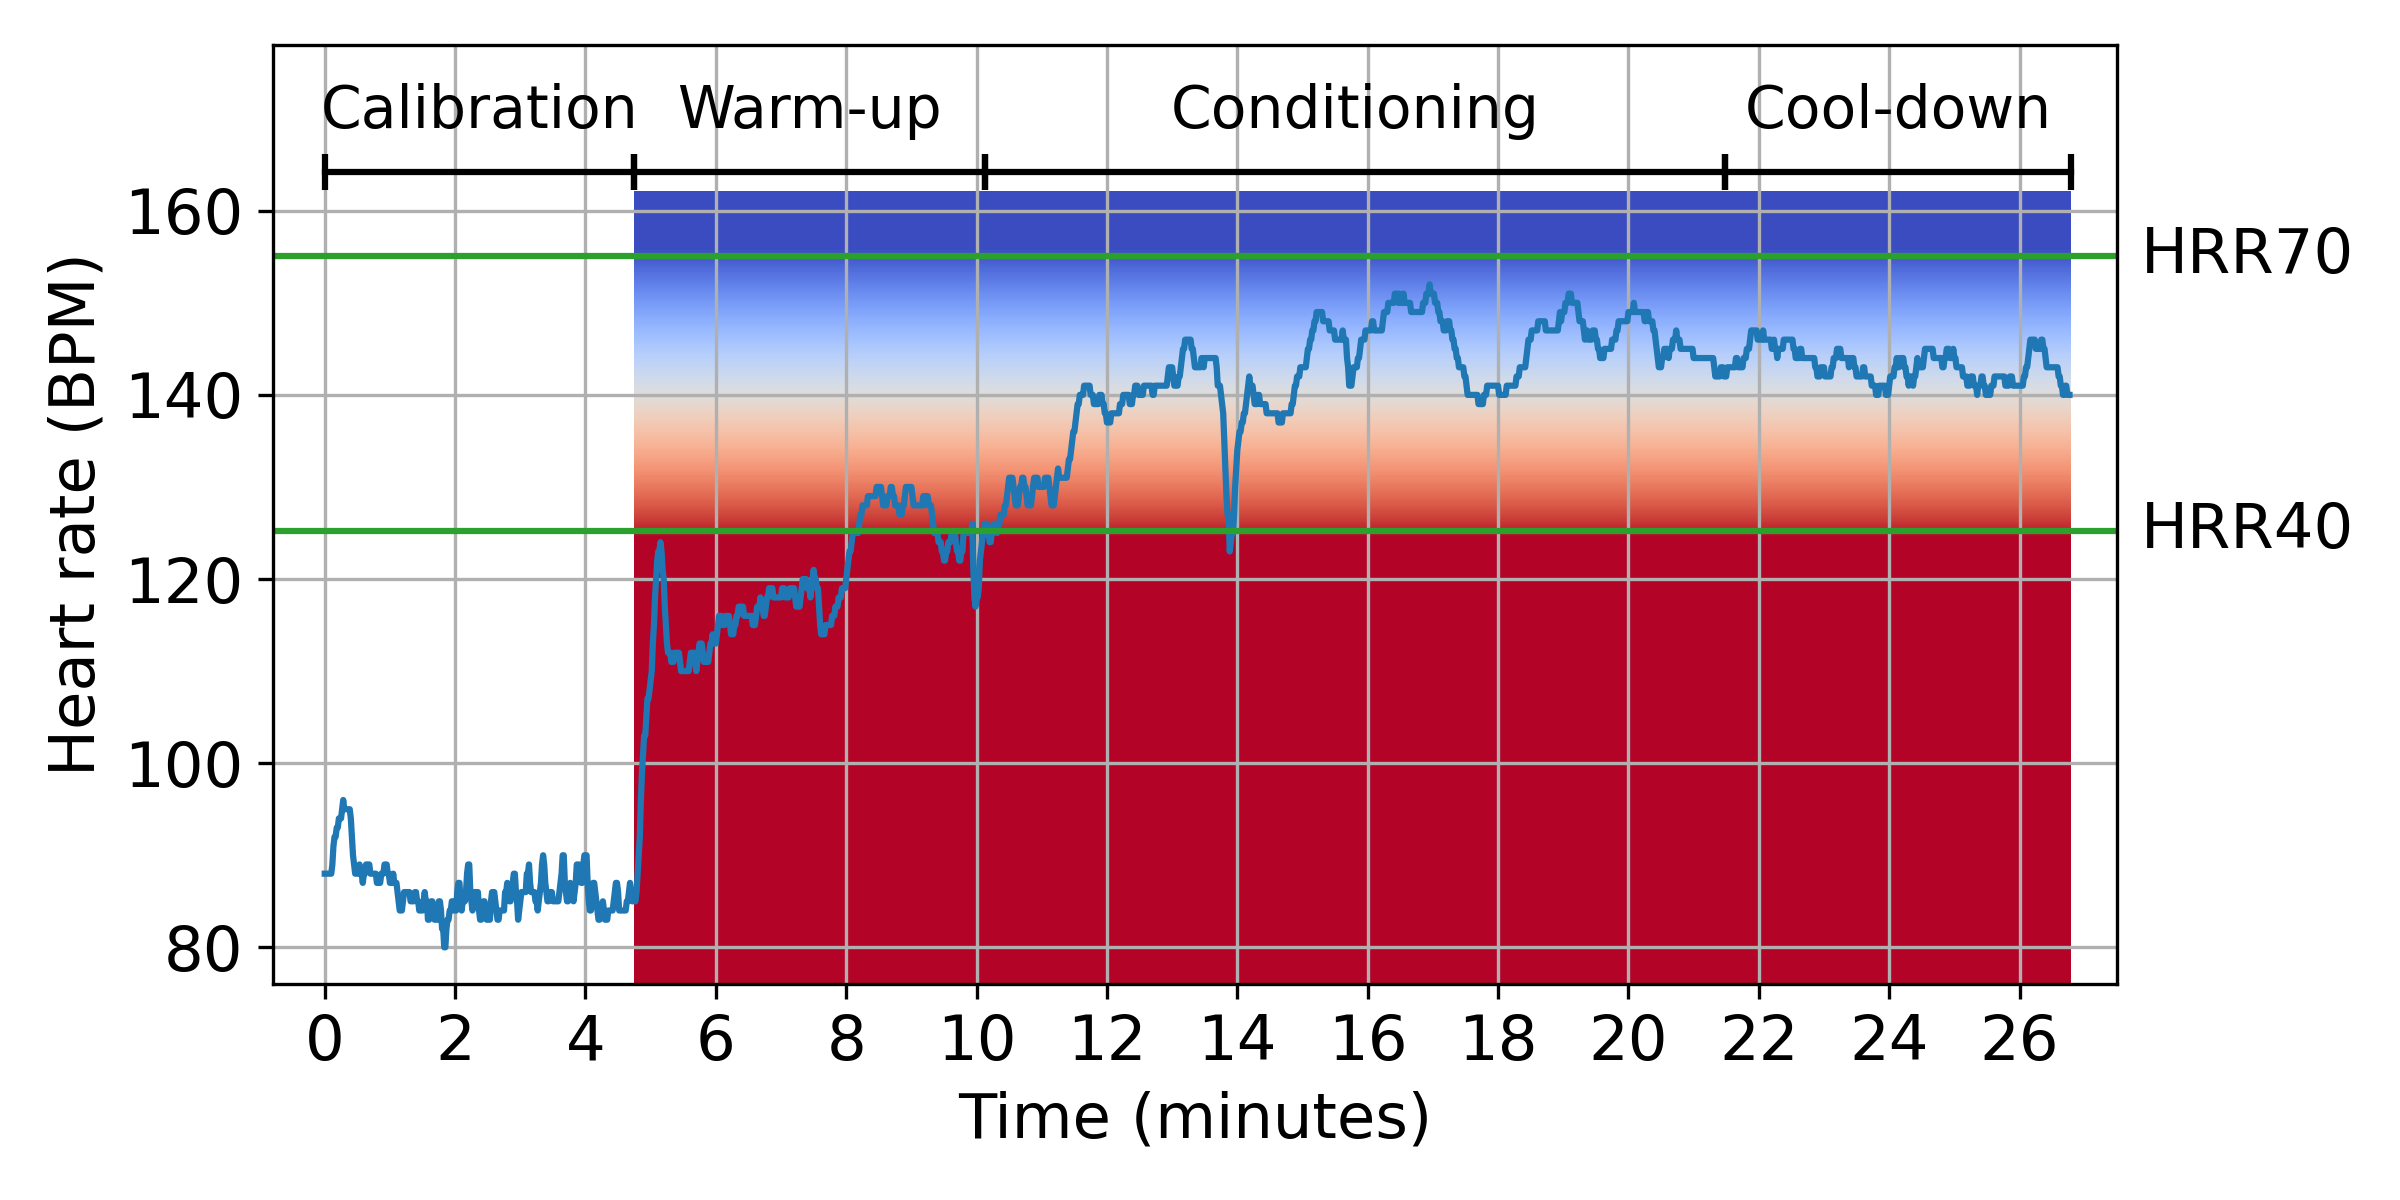 Calibration Warm-up Conditioning Cool-down
160
HRR70
140
HRR40
120
100
80
Heart rate (BPM)
0 2 4 6 8 10 12 14 16 18 20 22 24 26
Time (minutes)